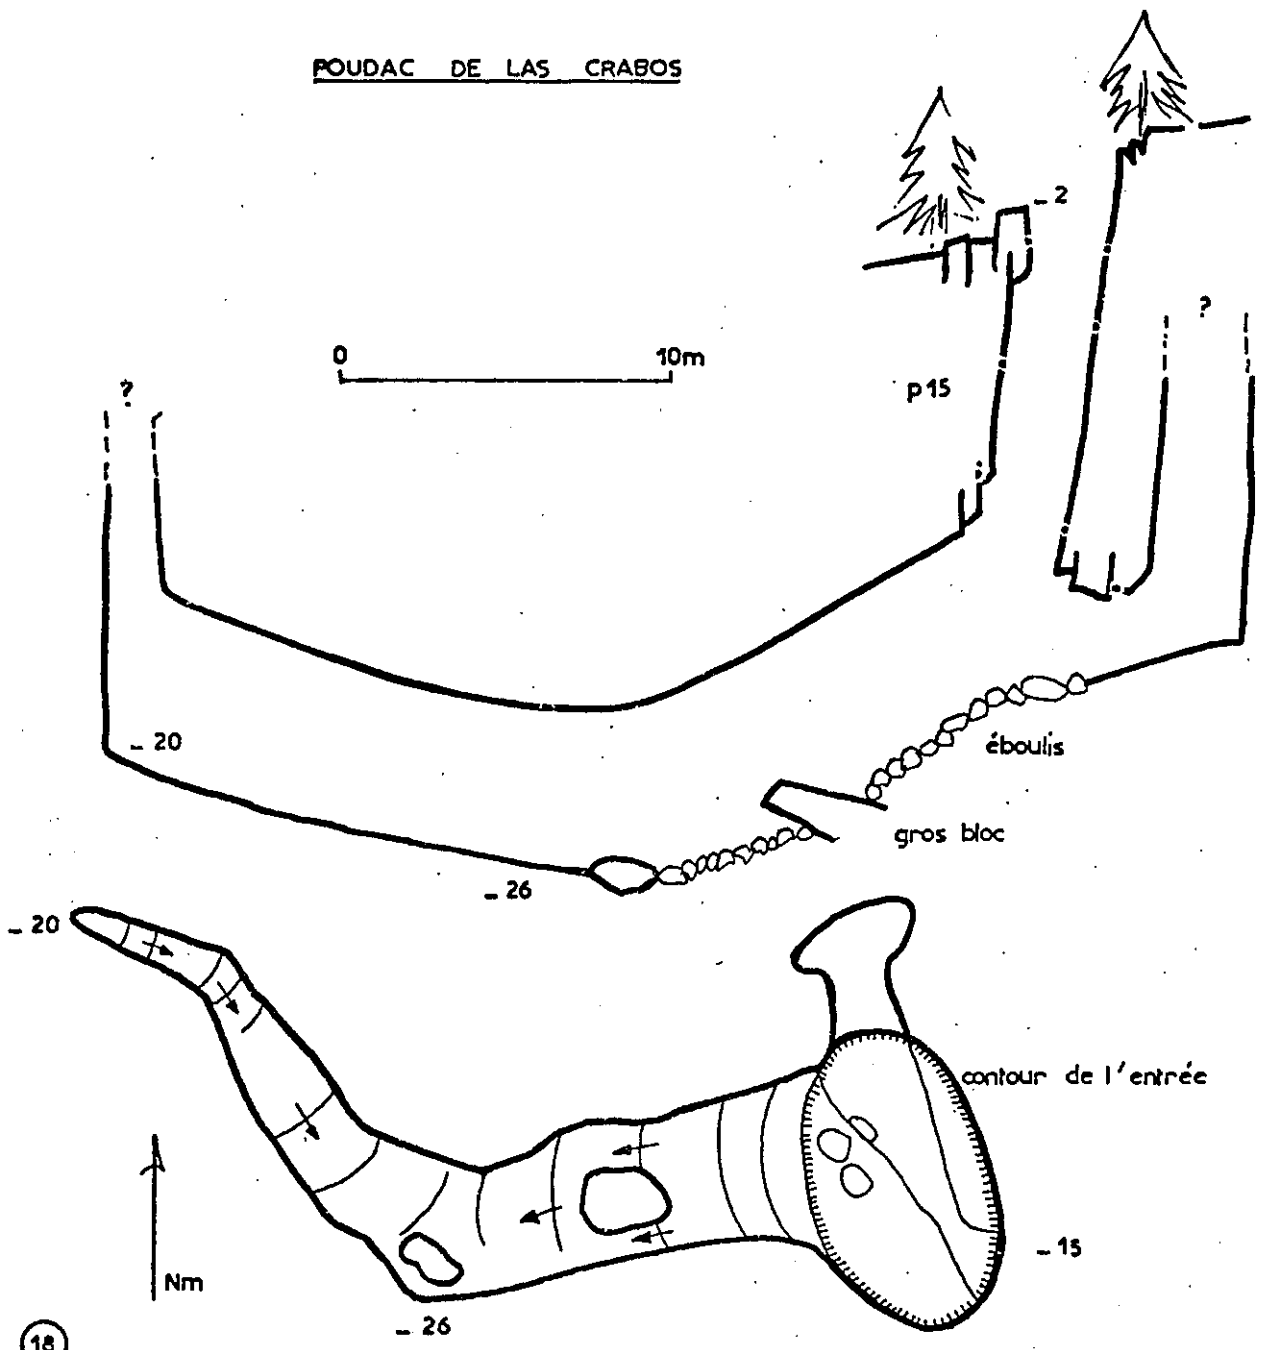 POUDAC DE LAS CRABOS
- 2
?
0 10m
p15
?
- 20
éboulis
gros bloc
- 26
- 20
contour de l'entrée
- 15
Nm
- 26
18